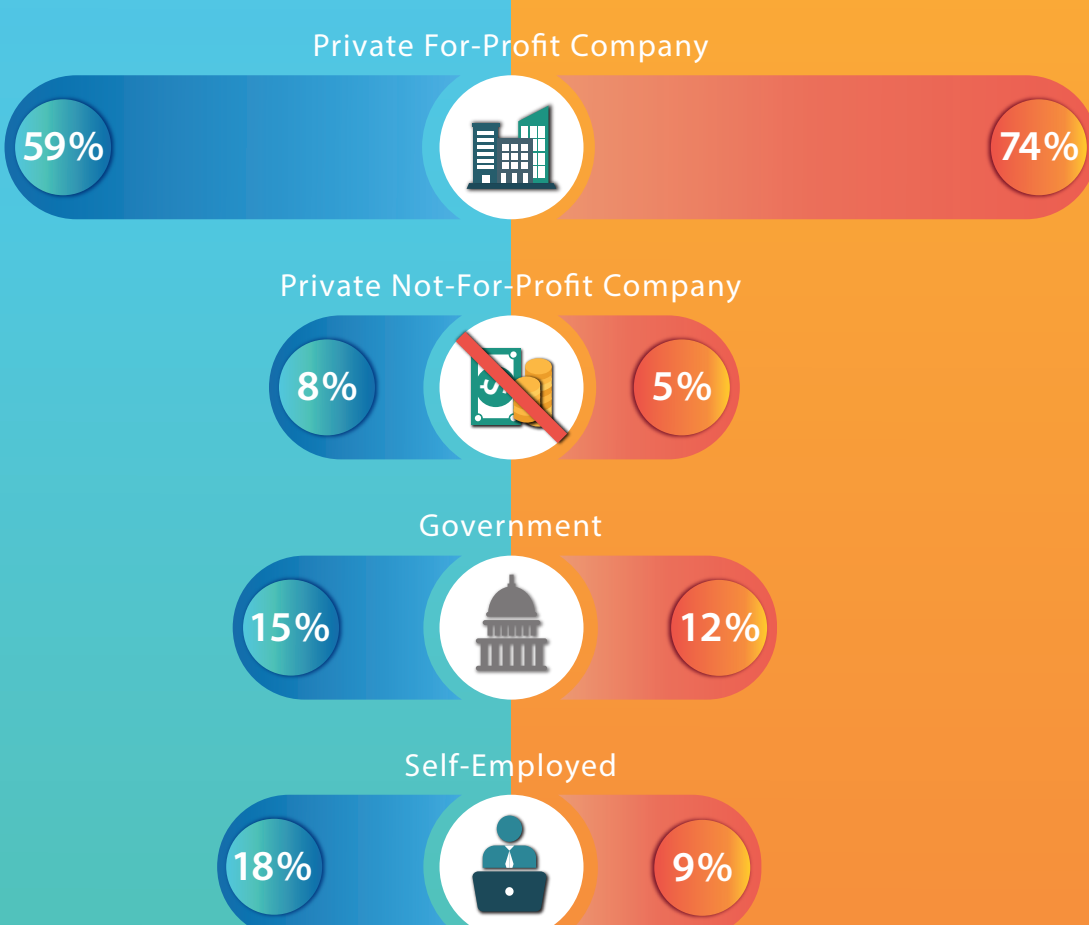 Private For-Profit Company
59% 74%
Private Not-For-Profit Company
8% 5%
Government
15% 12%
Self-Employed
18% 9%